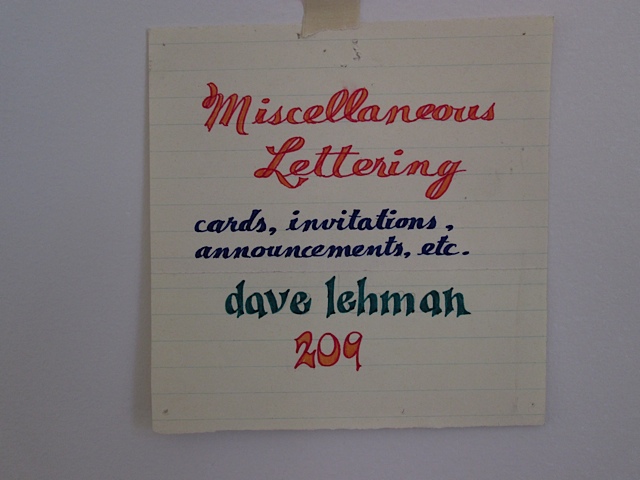 Miscellaneous
Lettering
cards, invitations,
announcements, etc.
dave lehman
209